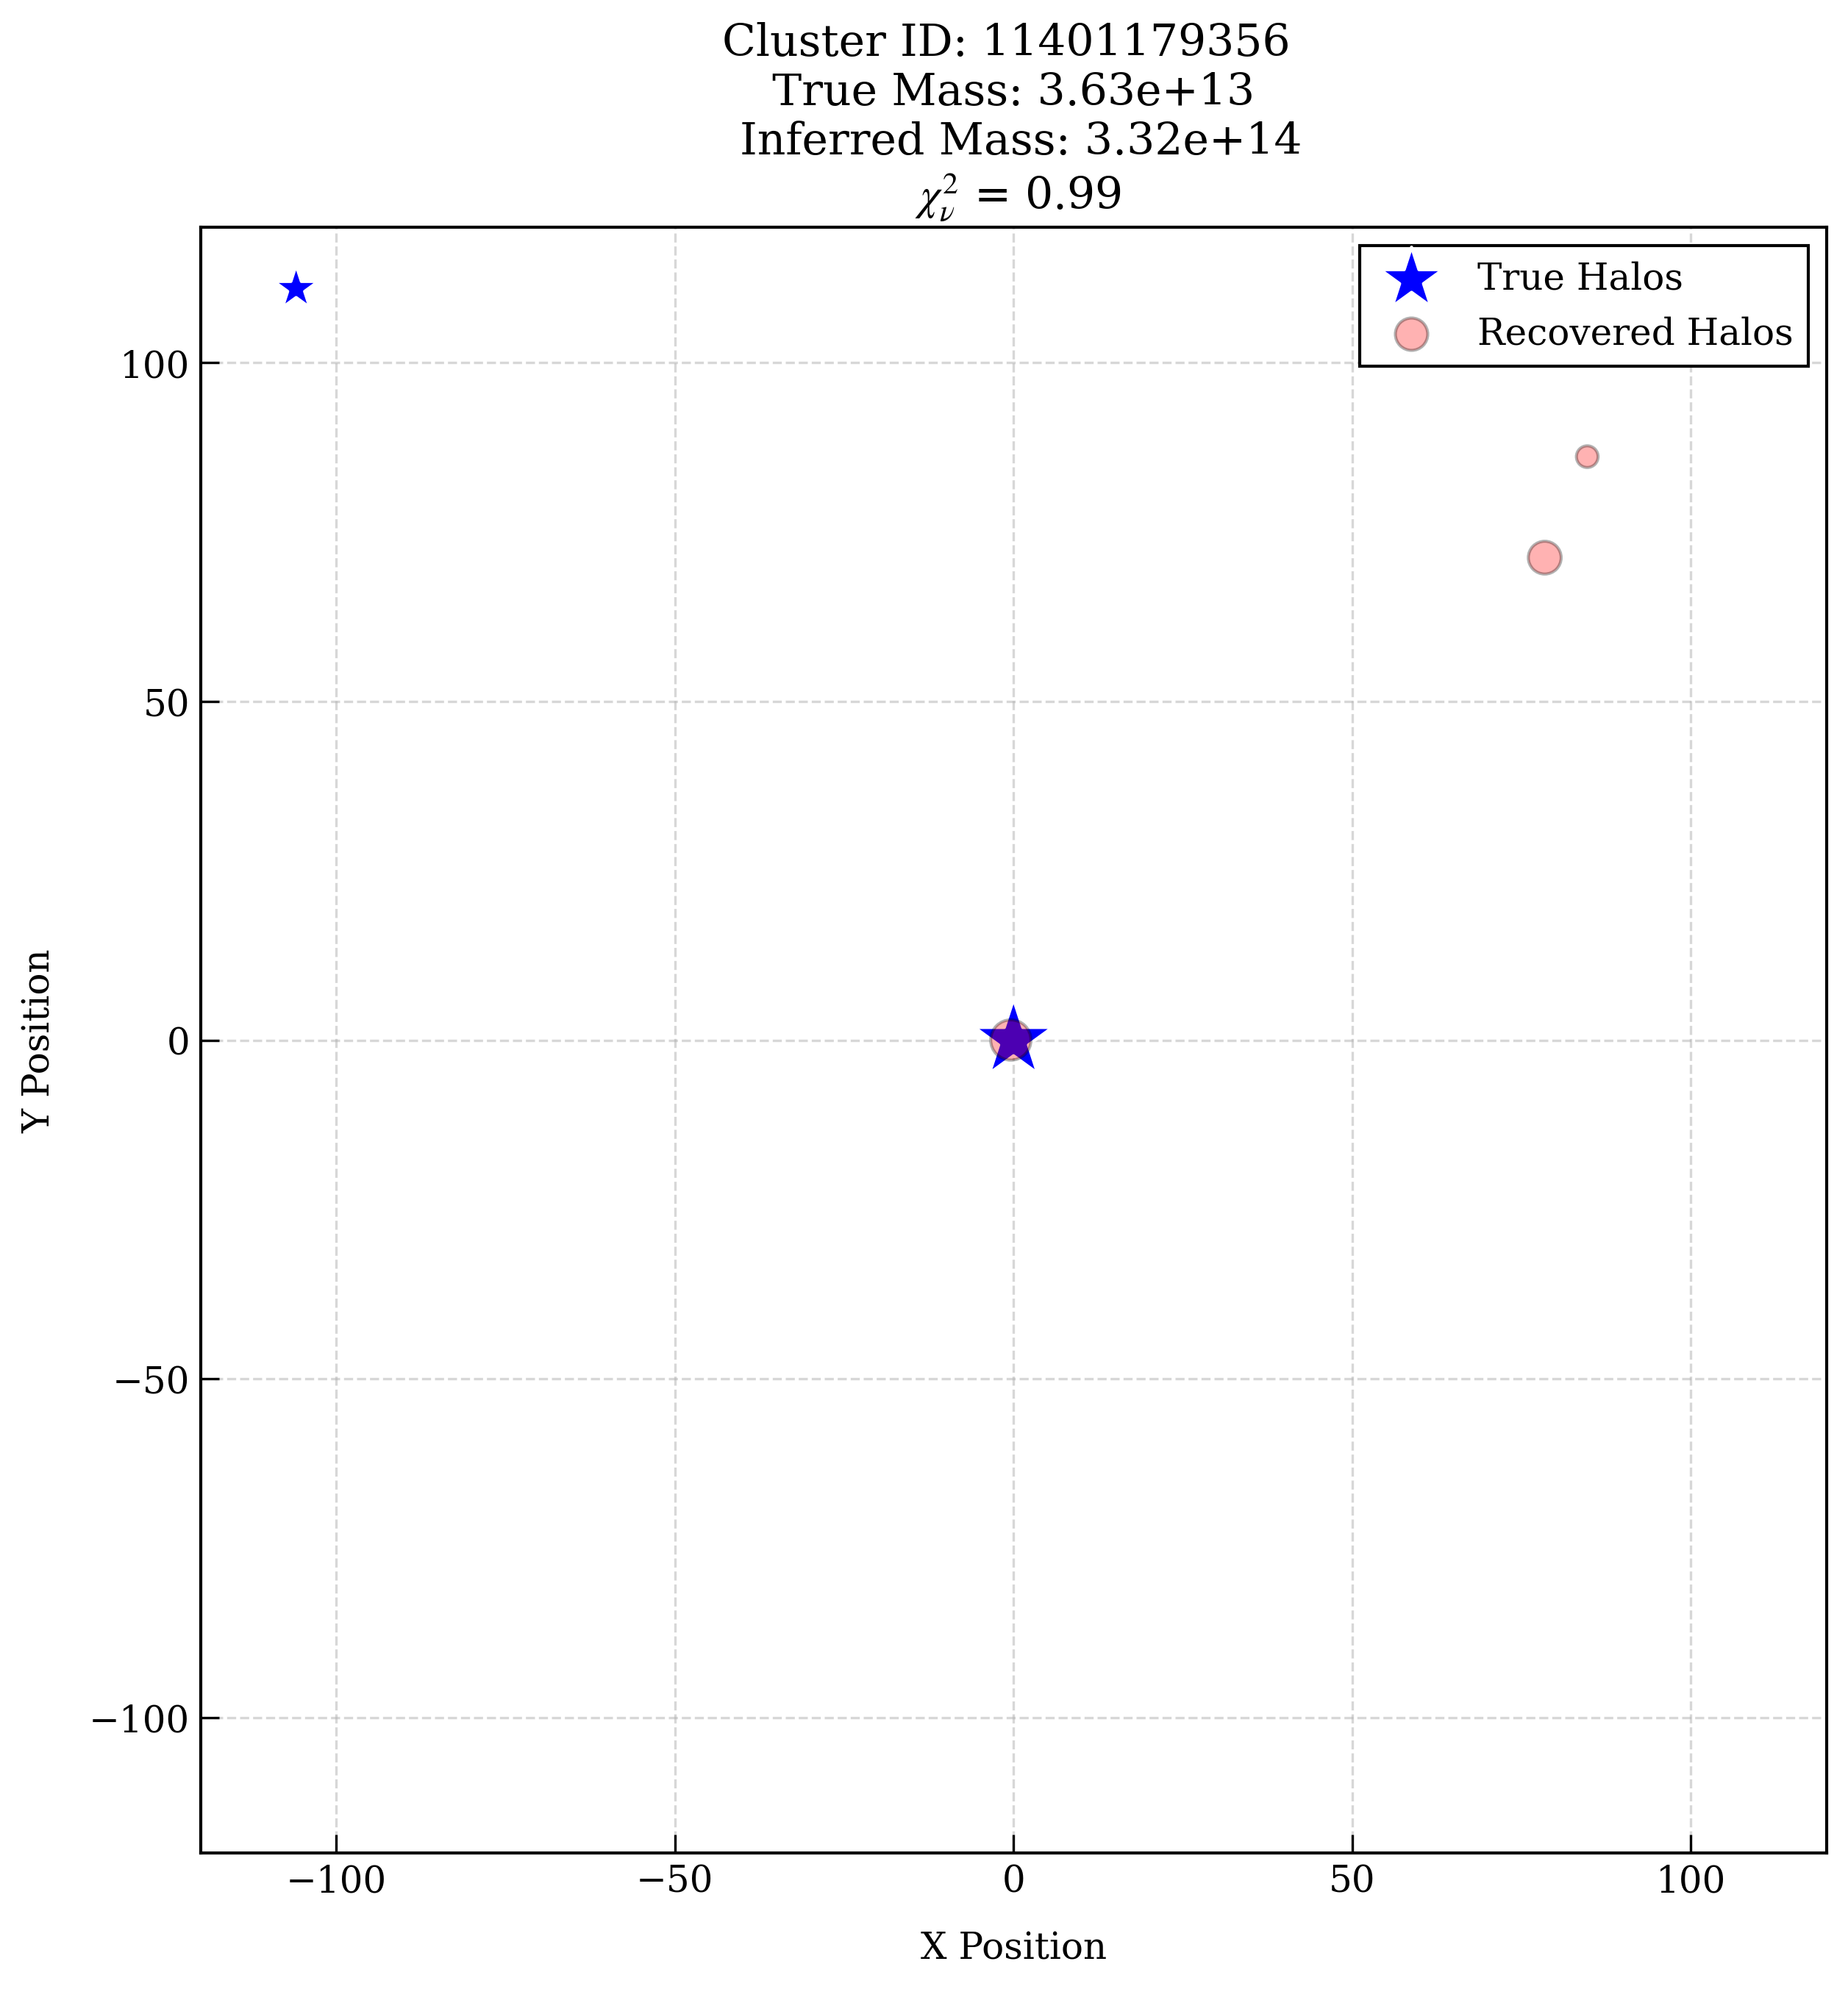 Cluster ID: 11401179356
True Mass: 3.63e+13
Inferred Mass: 3.32e+14
χ²ᵥ = 0.99
True Halos
Recovered Halos
100
50
0
−50
−100
Y Position
−100 −50 0 50 100
X Position